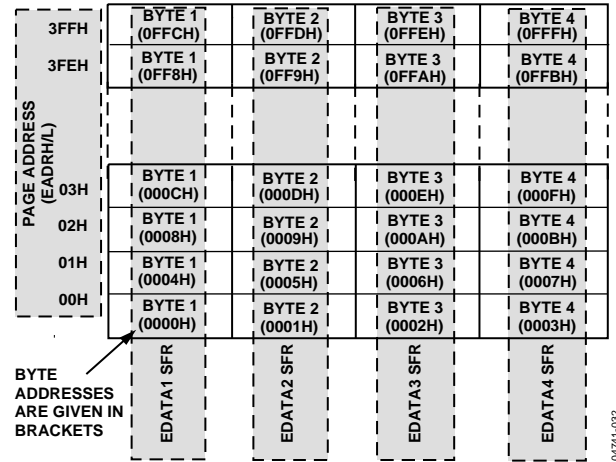 3FFH
BYTE 1
(0FFCH)
BYTE 2
(0FFDH)
BYTE 3
(0FFEH)
BYTE 4
(0FFFH)
3FEH
BYTE 1
(0FF8H)
BYTE 2
(0FF9H)
BYTE 3
(0FFAH)
BYTE 4
(0FFBH)
PAGE ADDRESS
(EADRH/L)
03H
BYTE 1
(000CH)
BYTE 2
(000DH)
BYTE 3
(000EH)
BYTE 4
(000FH)
02H
BYTE 1
(0008H)
BYTE 2
(0009H)
BYTE 3
(000AH)
BYTE 4
(000BH)
01H
BYTE 1
(0004H)
BYTE 2
(0005H)
BYTE 3
(0006H)
BYTE 4
(0007H)
00H
BYTE 1
(0000H)
BYTE 2
(0001H)
BYTE 3
(0002H)
BYTE 4
(0003H)
BYTE
ADDRESSES
ARE GIVEN IN
BRACKETS
EDATA1 SFR
EDATA2 SFR
EDATA3 SFR
EDATA4 SFR
04741-032